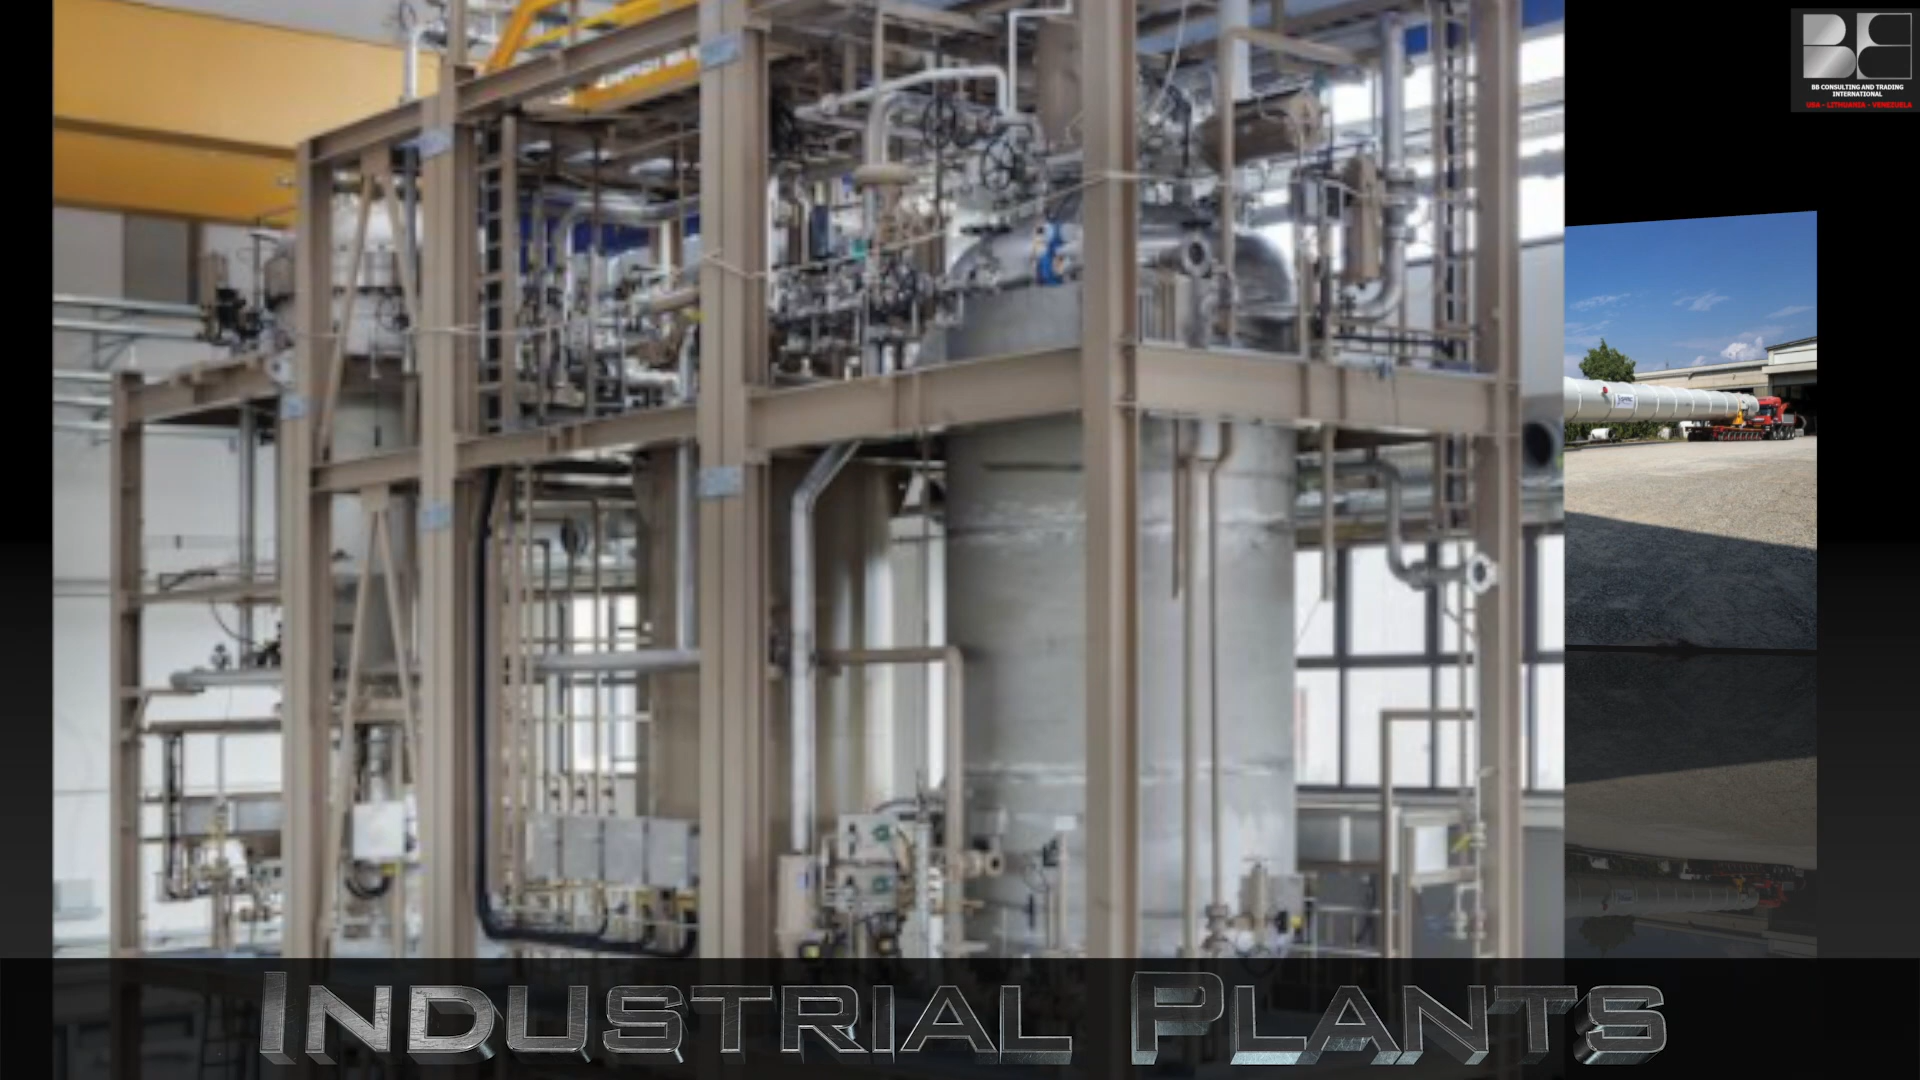 BB CONSULTING AND TRADING
INTERNATIONAL
USA - LITHUANIA - VENEZUELA
INDUSTRIAL PLANTS